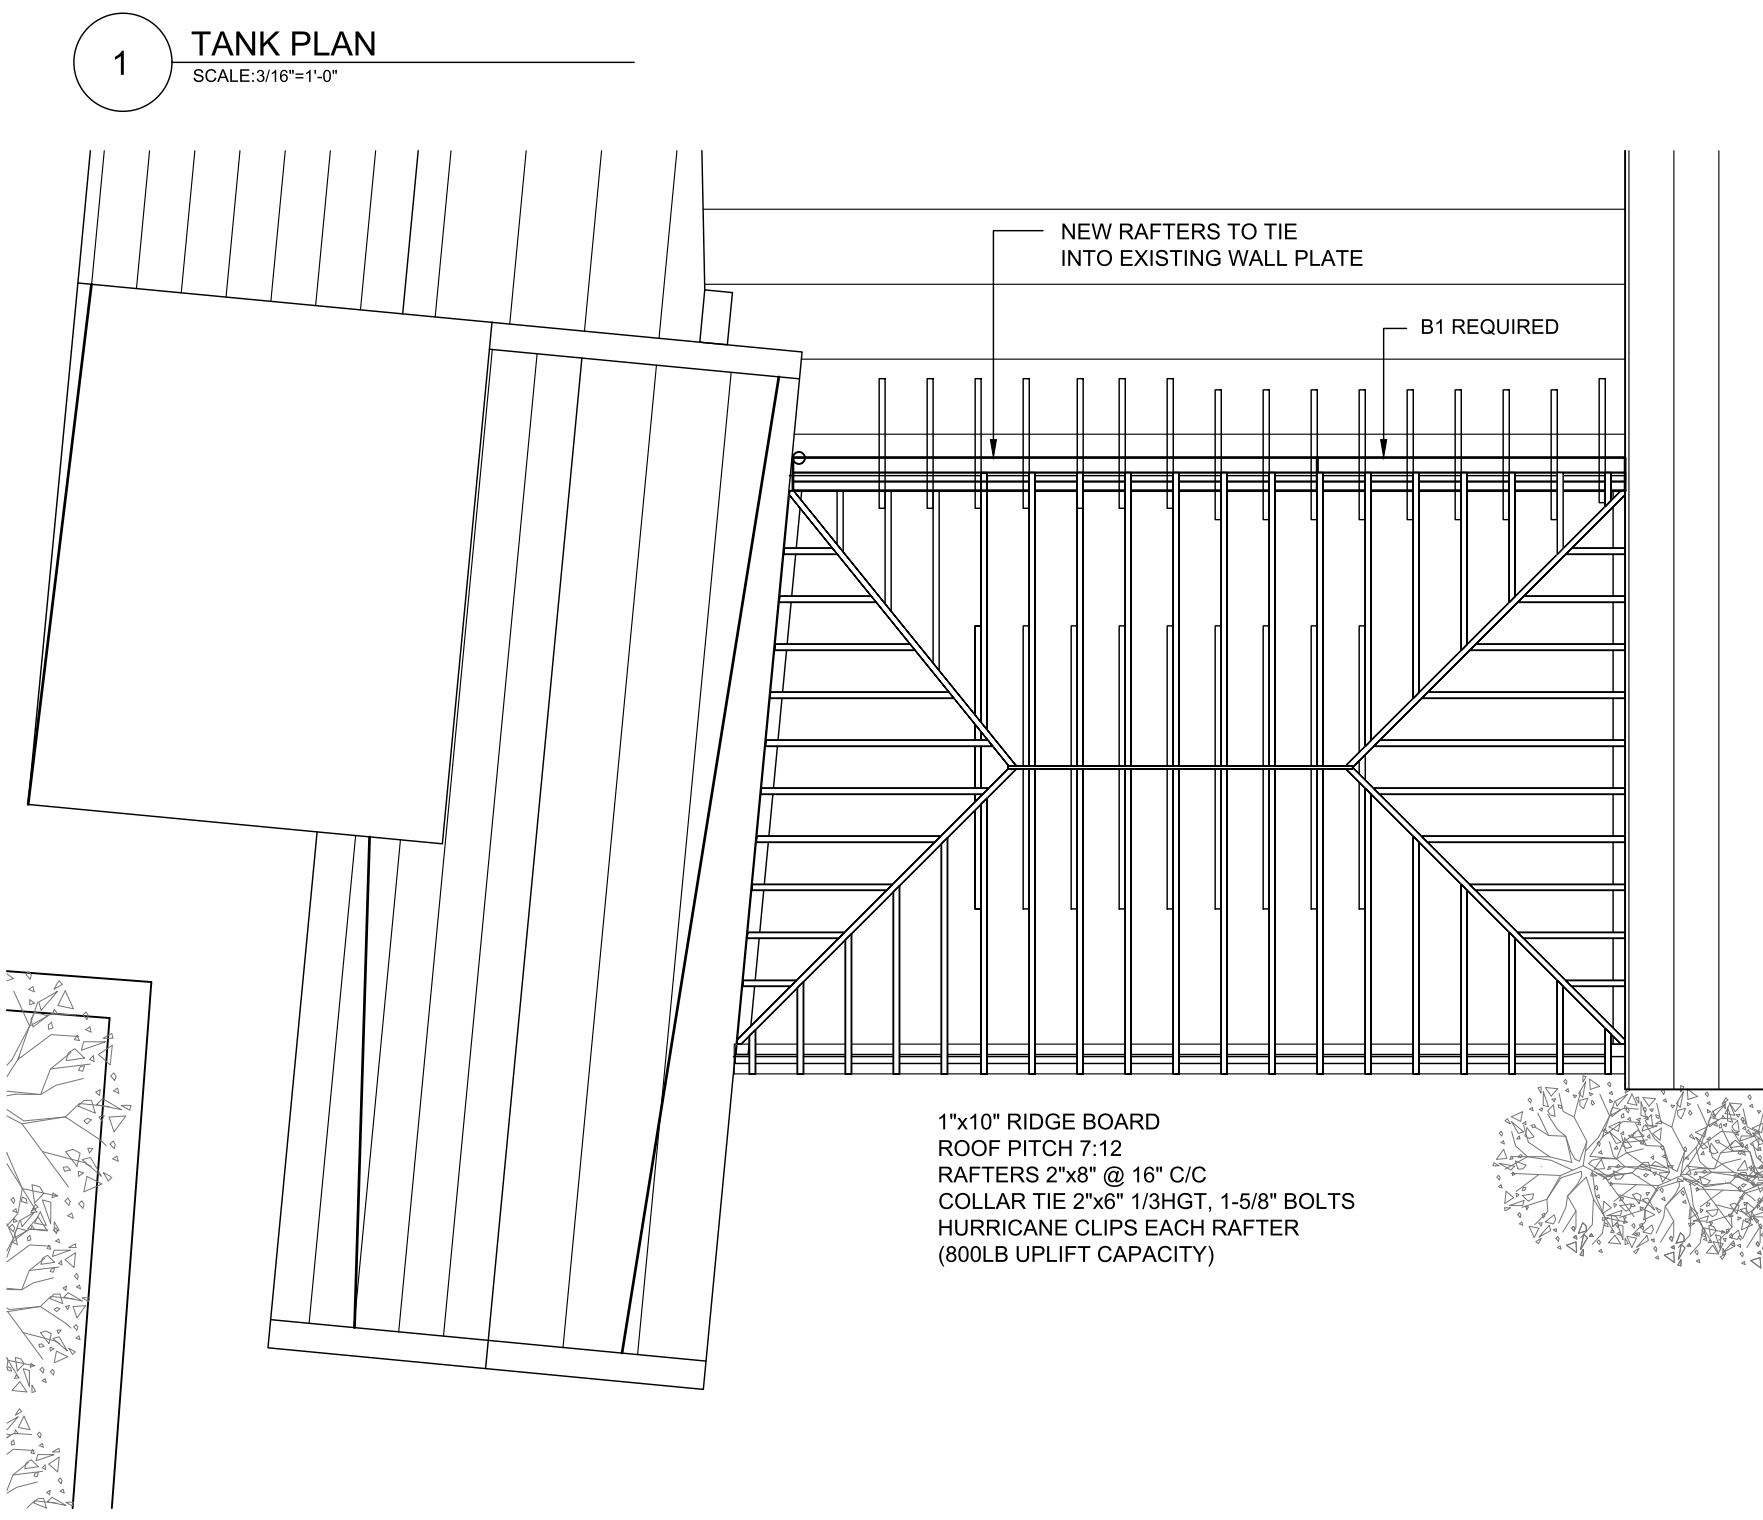 1
TANK PLAN
SCALE:3/16"=1'-0"
NEW RAFTERS TO TIE
INTO EXISTING WALL PLATE
B1 REQUIRED
1"x10" RIDGE BOARD
ROOF PITCH 7:12
RAFTERS 2"x8" @ 16" C/C
COLLAR TIE 2"x6" 1/3HGT, 1-5/8" BOLTS
HURRICANE CLIPS EACH RAFTER
(800LB UPLIFT CAPACITY)